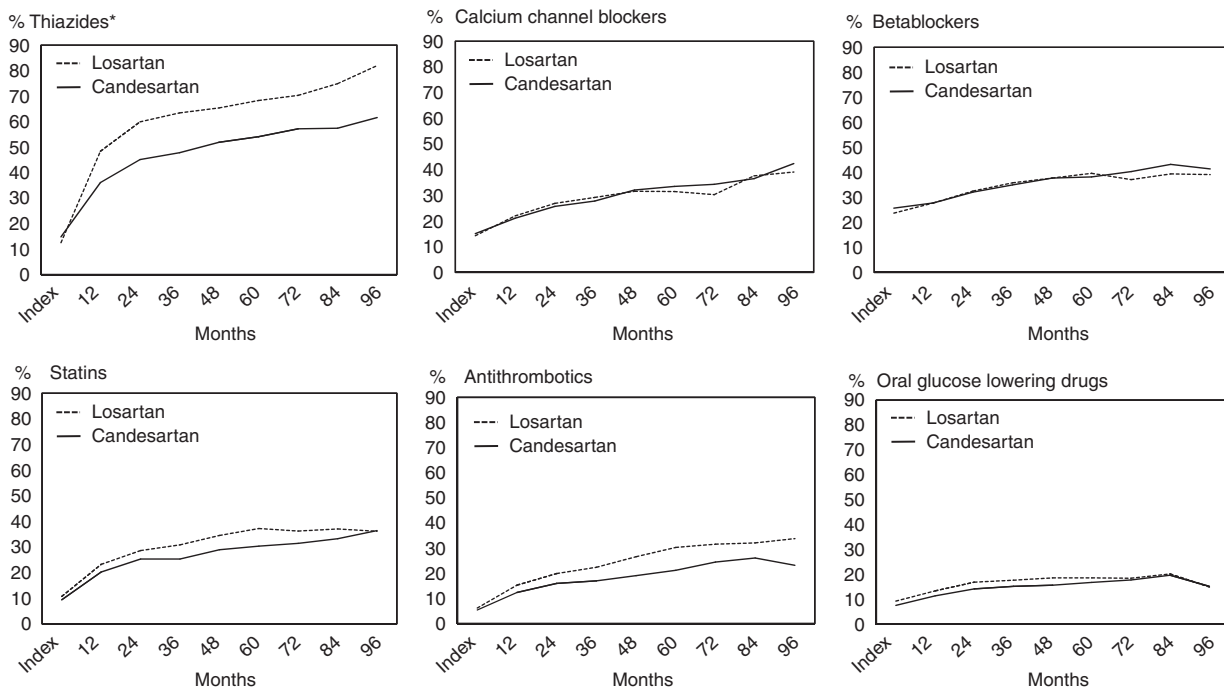 % Thiazides*
90
80
70
60
50
40
30
20
10
0
Losartan
Candesartan
Index 12 24 36 48 60 72 84 96
Months
% Calcium channel blockers
90
80
70
60
50
40
30
20
10
0
Losartan
Candesartan
Index 12 24 36 48 60 72 84 96
Months
% Betablockers
90
80
70
60
50
40
30
20
10
0
Losartan
Candesartan
Index 12 24 36 48 60 72 84 96
Months
% Statins
90
80
70
60
50
40
30
20
10
0
Losartan
Candesartan
Index 12 24 36 48 60 72 84 96
Months
% Antithrombotics
90
80
70
60
50
40
30
20
10
0
Losartan
Candesartan
Index 12 24 36 48 60 72 84 96
Months
% Oral glucose lowering drugs
90
80
70
60
50
40
30
20
10
0
Losartan
Candesartan
Index 12 24 36 48 60 72 84 96
Months